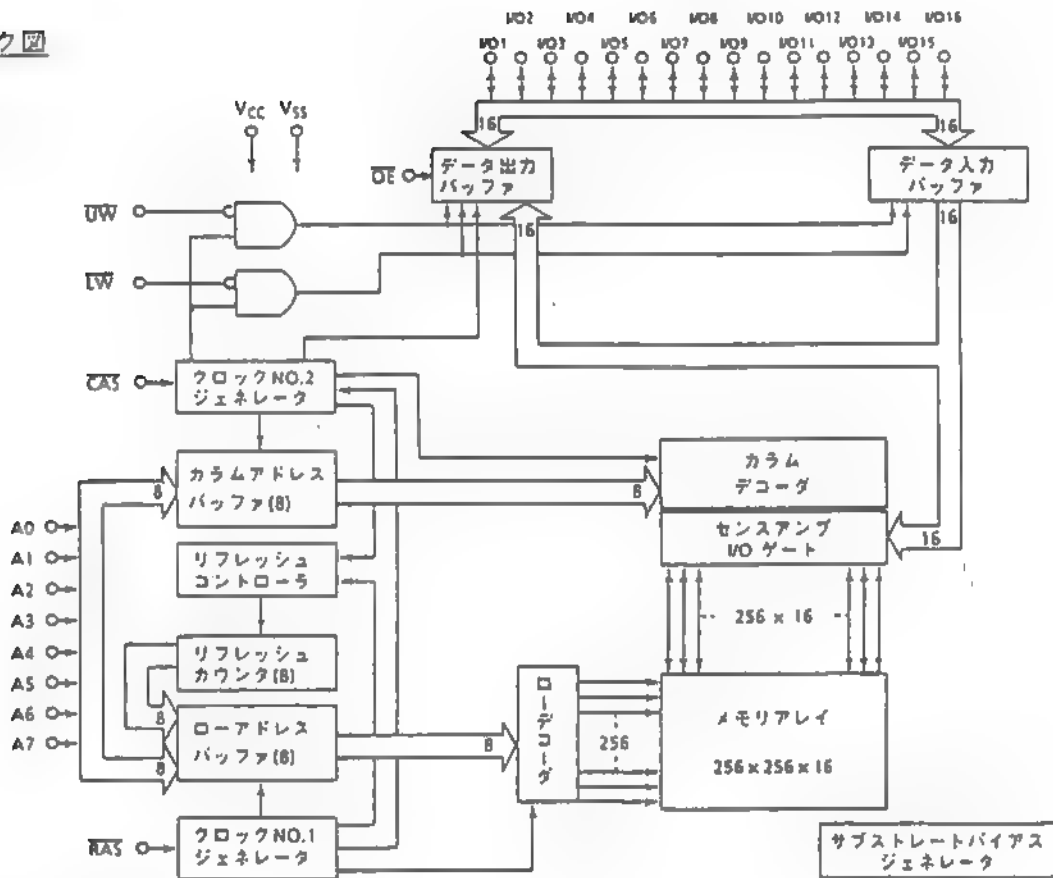 ク図
I/O2 I/O4 I/O6 I/O8 I/O10 I/O12 I/O14 I/O16
I/O1 I/O3 I/O5 I/O7 I/O9 I/O11 I/O13 I/O15
VCC VSS
16
16
OE
データ出力
バッファ
データ入力
バッファ
UW
16
16
LW
CAS
クロックNO.2
ジェネレータ
カラムアドレス
バッファ(8)
8
8
カラム
デコーダ
センスアンプ
I/Oゲート
16
A0
A1
A2
A3
A4
A5
A6
A7
リフレッシュ
コントローラ
256 x 16
リフレッシュ
カウンタ(8)
8
8
ローアドレス
バッファ(8)
8
ローデコーダ
256
メモリアレイ
256x256x16
RAS
クロックNO.1
ジェネレータ
サブストレートバイアス
ジェネレータ